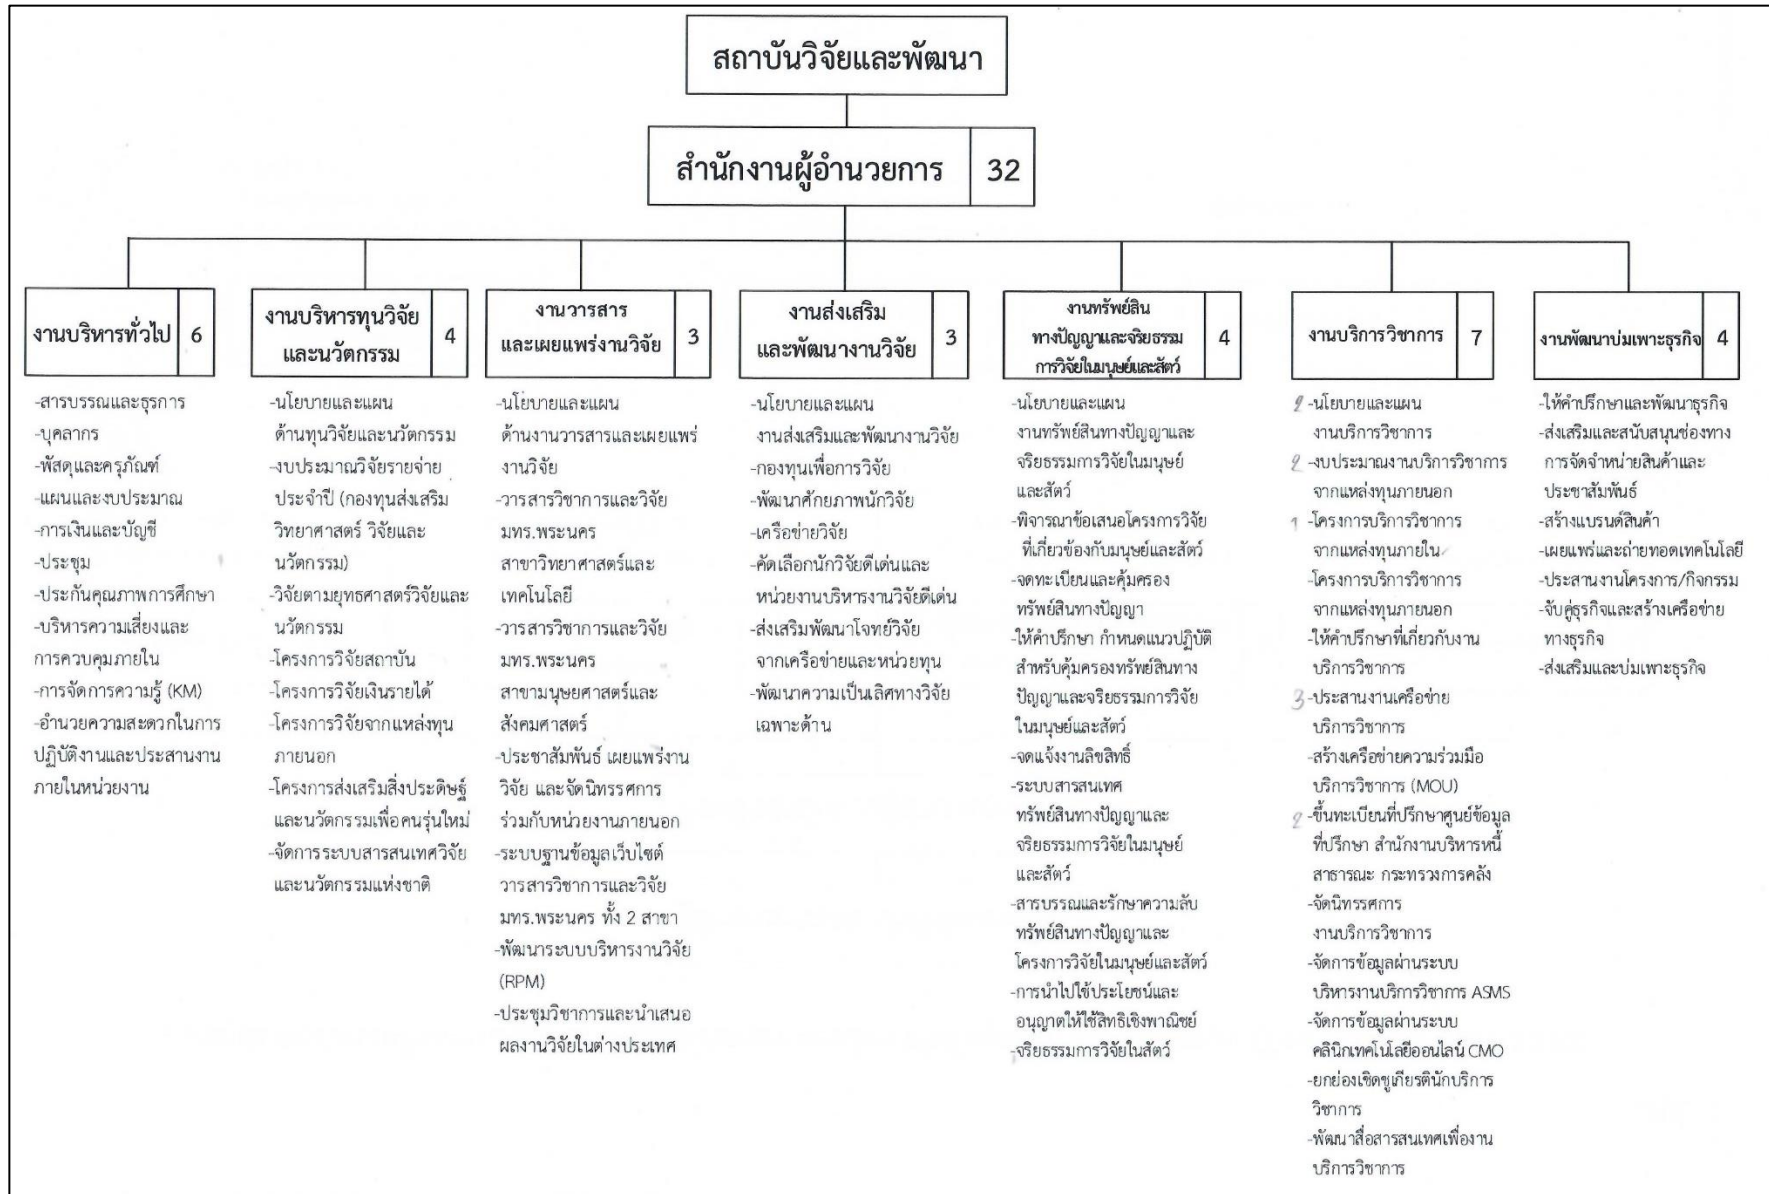 สถาบันวิจัยและพัฒนา
สำนักงานผู้อำนวยการ 32
งานบริหารทั่วไป 6
-สารบรรณและธุรการ
-บุคลากร
-พัสดุและครุภัณฑ์
-แผนและงบประมาณ
-การเงินและบัญชี
-ประชุม
-ประกันคุณภาพการศึกษา
-บริหารความเสี่ยงและ
การควบคุมภายใน
-การจัดการความรู้ (KM)
-อำนวยความสะดวกในการ
ปฏิบัติงานและประสานงาน
ภายในหน่วยงาน
งานบริหารทุนวิจัย
และนวัตกรรม 4
-นโยบายและแผน
ด้านทุนวิจัยและนวัตกรรม
-งบประมาณวิจัยรายจ่าย
ประจำปี (กองทุนส่งเสริม
วิทยาศาสตร์ วิจัยและ
นวัตกรรม)
-วิจัยตามยุทธศาสตร์วิจัยและ
นวัตกรรม
-โครงการวิจัยสถาบัน
-โครงการวิจัยเงินรายได้
-โครงการวิจัยจากแหล่งทุน
ภายนอก
-โครงการส่งเสริมสิ่งประดิษฐ์
และนวัตกรรมเพื่อคนรุ่นใหม่
-จัดการระบบสารสนเทศวิจัย
และนวัตกรรมแห่งชาติ
งานวารสาร
และเผยแพร่งานวิจัย 3
-นโยบายและแผน
ด้านงานวารสารและเผยแพร่
งานวิจัย
-วารสารวิชาการและวิจัย
มทร.พระนคร
สาขาวิทยาศาสตร์และ
เทคโนโลยี
-วารสารวิชาการและวิจัย
มทร.พระนคร
สาขามนุษยศาสตร์และ
สังคมศาสตร์
-ประชาสัมพันธ์ เผยแพร่งาน
วิจัย และจัดนิทรรศการ
ร่วมกับหน่วยงานภายนอก
-ระบบฐานข้อมูลเว็บไซต์
วารสารวิชาการและวิจัย
มทร.พระนคร ทั้ง 2 สาขา
-พัฒนาระบบบริหารงานวิจัย
(RPM)
-ประชุมวิชาการและนำเสนอ
ผลงานวิจัยในต่างประเทศ
งานส่งเสริม
และพัฒนางานวิจัย 3
-นโยบายและแผน
งานส่งเสริมและพัฒนางานวิจัย
-กองทุนเพื่อการวิจัย
-พัฒนาศักยภาพนักวิจัย
-เครือข่ายวิจัย
-คัดเลือกนักวิจัยดีเด่นและ
หน่วยงานบริหารงานวิจัยดีเด่น
-ส่งเสริมพัฒนาโจทย์วิจัย
จากเครือข่ายและหน่วยทุน
-พัฒนาความเป็นเลิศทางวิจัย
เฉพาะด้าน
งานทรัพย์สิน
ทางปัญญาและจริยธรรม
การวิจัยในมนุษย์และสัตว์ 4
-นโยบายและแผน
งานทรัพย์สินทางปัญญาและ
จริยธรรมการวิจัยในมนุษย์
และสัตว์
-พิจารณาข้อเสนอโครงการวิจัย
ที่เกี่ยวข้องกับมนุษย์และสัตว์
-จดทะเบียนและคุ้มครอง
ทรัพย์สินทางปัญญา
-ให้คำปรึกษา กำหนดแนวปฏิบัติ
สำหรับคุ้มครองทรัพย์สินทาง
ปัญญาและจริยธรรมการวิจัย
ในมนุษย์และสัตว์
-จดแจ้งงานลิขสิทธิ์
-ระบบสารสนเทศ
ทรัพย์สินทางปัญญาและ
จริยธรรมการวิจัยในมนุษย์
และสัตว์
-สารบรรณและรักษาความลับ
ทรัพย์สินทางปัญญาและ
โครงการวิจัยในมนุษย์และสัตว์
-การนำไปใช้ประโยชน์และ
อนุญาตให้ใช้สิทธิเชิงพาณิชย์
-จริยธรรมการวิจัยในสัตว์
งานบริการวิชาการ 7
2 -นโยบายและแผน
งานบริการวิชาการ
2 -งบประมาณงานบริการวิชาการ
จากแหล่งทุนภายนอก
1 -โครงการบริการวิชาการ
จากแหล่งทุนภายใน
-โครงการบริการวิชาการ
จากแหล่งทุนภายนอก
-ให้คำปรึกษาที่เกี่ยวกับงาน
บริการวิชาการ
3 -ประสานงานเครือข่าย
บริการวิชาการ
-สร้างเครือข่ายความร่วมมือ
บริการวิชาการ (MOU)
2 -ขึ้นทะเบียนที่ปรึกษาศูนย์ข้อมูล
ที่ปรึกษา สำนักงานบริหารหนี้
สาธารณะ กระทรวงการคลัง
-จัดนิทรรศการ
งานบริการวิชาการ
-จัดการข้อมูลผ่านระบบ
บริหารงานบริการวิชาการ ASMS
-จัดการข้อมูลผ่านระบบ
คลินิกเทคโนโลยีออนไลน์ CMO
-ยกย่องเชิดชูเกียรตินักบริการ
วิชาการ
-พัฒนาสื่อสารสนเทศเพื่องาน
บริการวิชาการ
งานพัฒนาบ่มเพาะธุรกิจ 4
-ให้คำปรึกษาและพัฒนาธุรกิจ
-ส่งเสริมและสนับสนุนช่องทาง
การจัดจำหน่ายสินค้าและ
ประชาสัมพันธ์
-สร้างแบรนด์สินค้า
-เผยแพร่และถ่ายทอดเทคโนโลยี
-ประสานงานโครงการ/กิจกรรม
-จับคู่ธุรกิจและสร้างเครือข่าย
ทางธุรกิจ
-ส่งเสริมและบ่มเพาะธุรกิจ